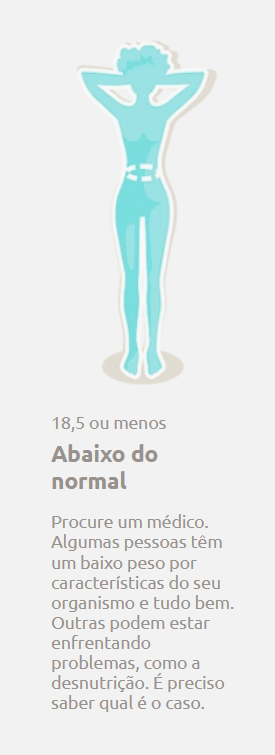 18,5 ou menos
Abaixo do
normal
Procure um médico.
Algumas pessoas têm
um baixo peso por
características do seu
organismo e tudo bem.
Outras podem estar
enfrentando
problemas, como a
desnutrição. É preciso
saber qual é o caso.